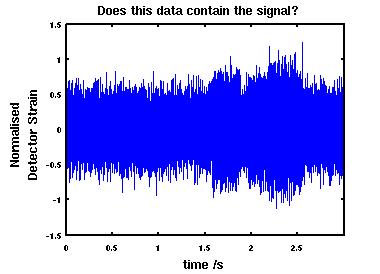 Does this data contain the signal?
1.5
1
0.5
0
-0.5
-1
-1.5
Normalised
Detector Strain
0 0.5 1 1.5 2 2.5
time /s